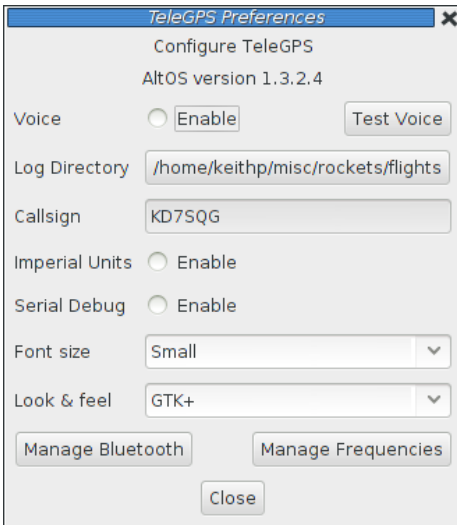 TeleGPS Preferences
Configure TeleGPS
AltOS version 1.3.2.4
Voice Enable Test Voice
Log Directory /home/keithp/misc/rockets/flights
Callsign KD7SQG
Imperial Units Enable
Serial Debug Enable
Font size Small
Look & feel GTK+
Manage Bluetooth Manage Frequencies
Close